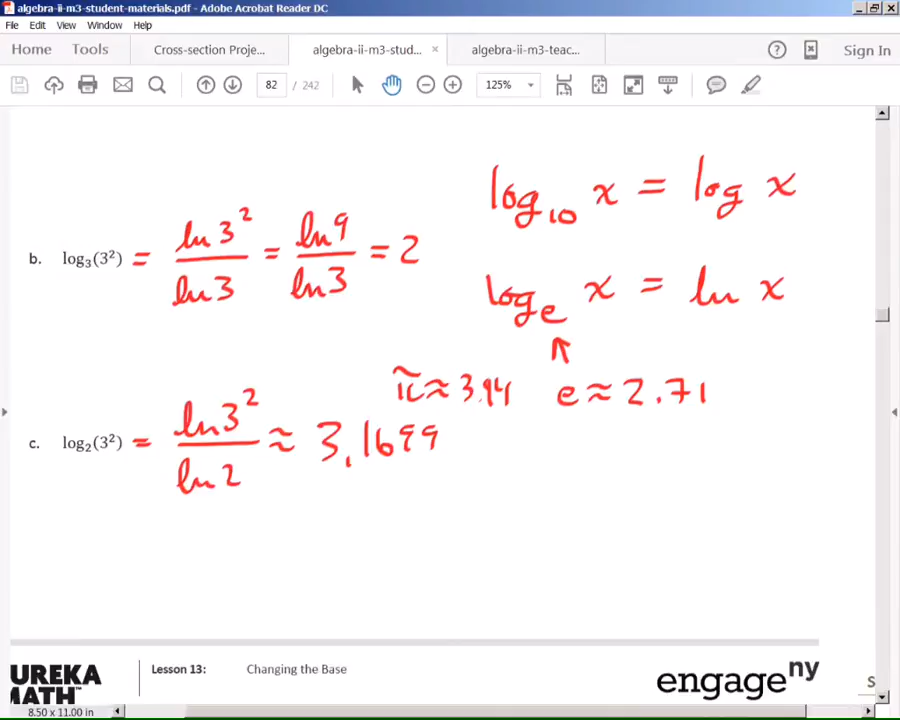 algebra-ii-m3-student-materials.pdf - Adobe Acrobat Reader DC
File Edit View Window Help
Home Tools Cross-section Proje... algebra-ii-m3-stud... × algebra-ii-m3-teac... Sign In
82 / 242 125%
log₁₀ x = log x
b. log₃(3²) = ln 3² / ln 3 = ln 9 / ln 3 = 2
logₑ x = ln x
π ≈ 3.14 e ≈ 2.71
c. log₂(3²) = ln 3² / ln 2 ≈ 3.1699
UREKA
MATH™
Lesson 13: Changing the Base
engageny
S
8.50 x 11.00 in